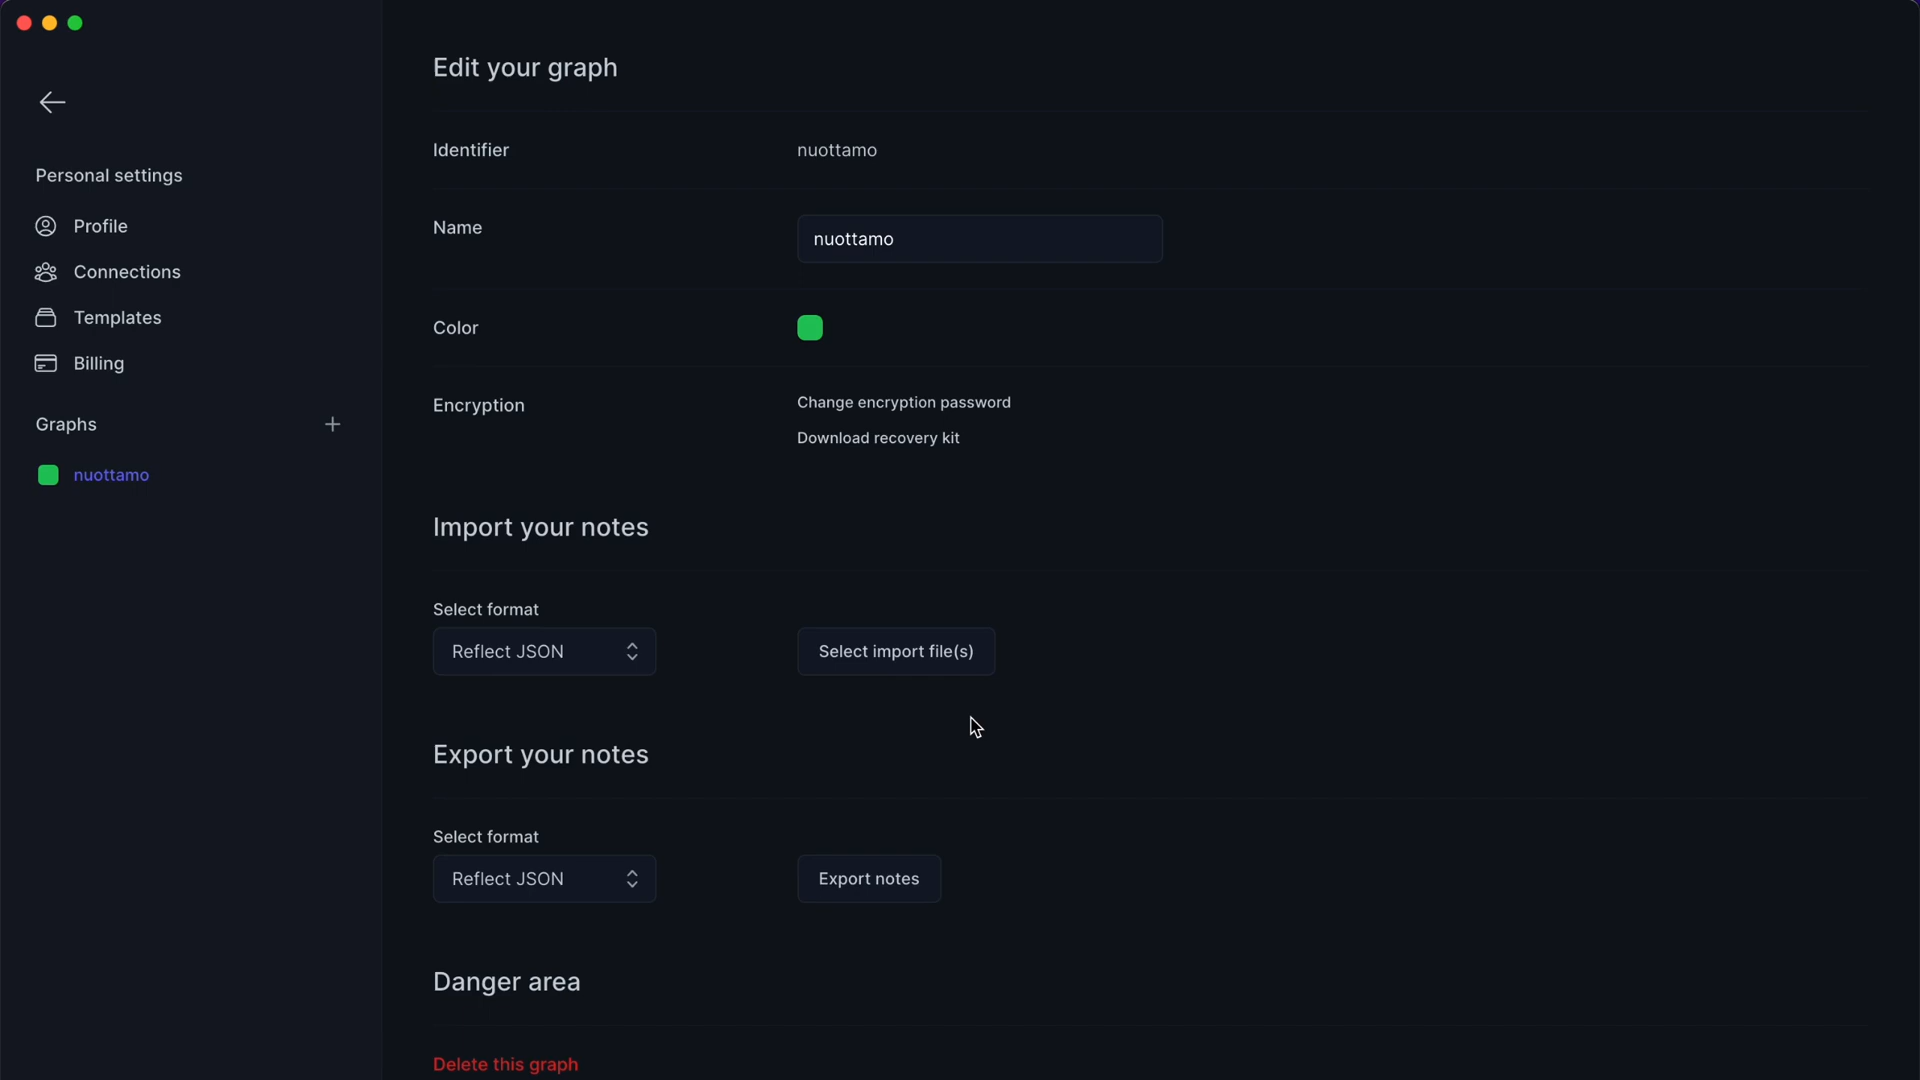 Edit your graph
Identifier
nuottamo
Personal settings
Profile
Name
nuottamo
Connections
Templates
Color
Billing
Encryption
Change encryption password
Graphs
Download recovery kit
nuottamo
Import your notes
Select format
Reflect JSON
Select import file(s)
Export your notes
Select format
Reflect JSON
Export notes
Danger area
Delete this graph